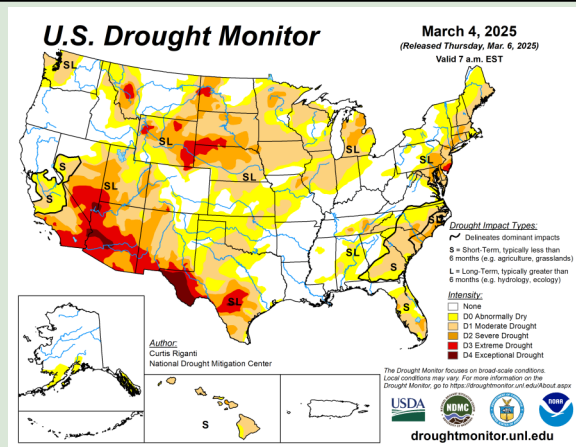 U.S. Drought Monitor
March 4, 2025
(Released Thursday, Mar. 6, 2025)
Valid 7 a.m. EST
SL
SL
SL
SL
SL
SL
S
SL
S
SL
SL
S
SL
S
Drought Impact Types:
Delineates dominant impacts
S = Short-Term, typically less than
6 months (e.g. agriculture, grasslands)
L = Long-Term, typically greater than
6 months (e.g. hydrology, ecology)
Intensity:
None
D0 Abnormally Dry
D1 Moderate Drought
D2 Severe Drought
D3 Extreme Drought
D4 Exceptional Drought
Author:
Curtis Riganti
National Drought Mitigation Center
S
The Drought Monitor focuses on broad-scale conditions.
Local conditions may vary. For more information on the
Drought Monitor, go to https://droughtmonitor.unl.edu/About.aspx
USDA
NDMC
NOAA
droughtmonitor.unl.edu